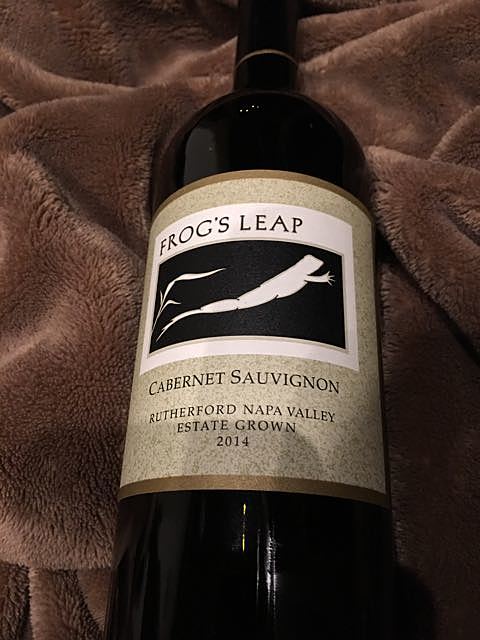 FROG'S LEAP
CABERNET SAUVIGNON
RUTHERFORD NAPA VALLEY
ESTATE GROWN
2014